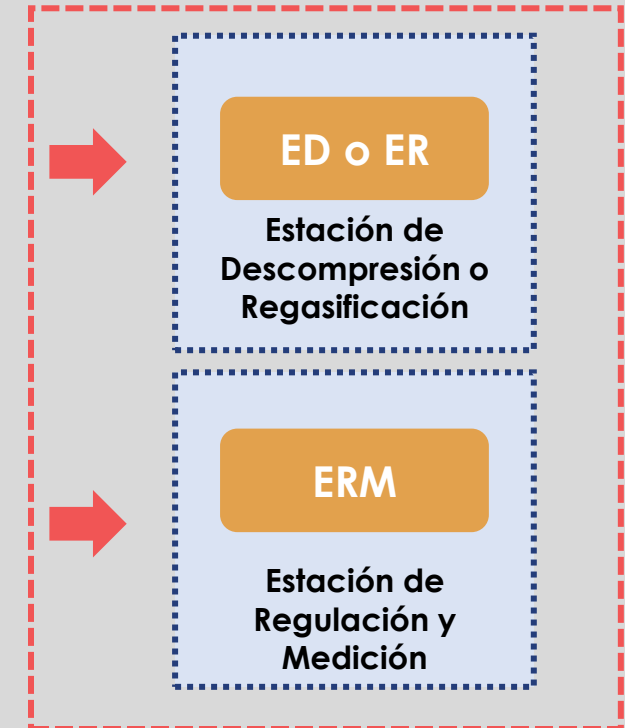 ED o ER
Estación de
Descompresión o
Regasificación
ERM
Estación de
Regulación y
Medición